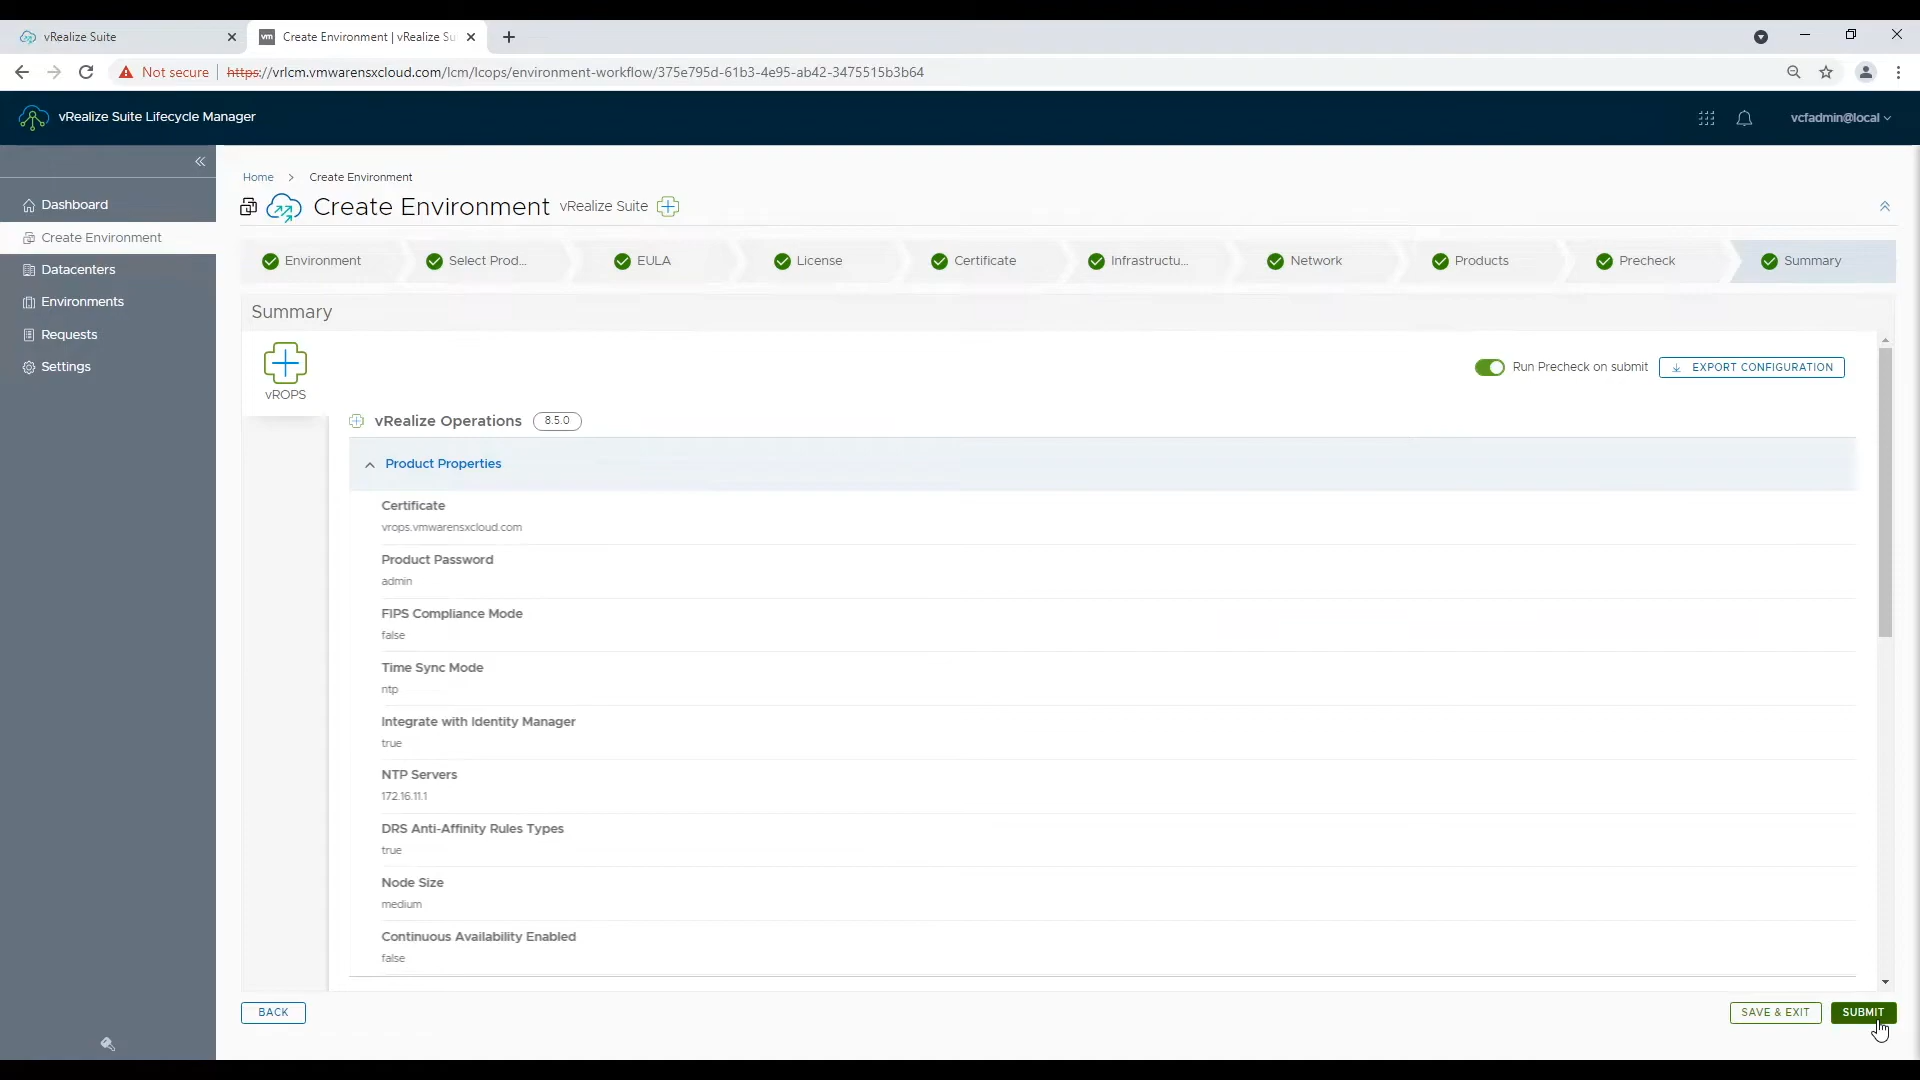 vRealize Suite
vm Create Environment | vRealize Su
Not secure https://vrlcm.vmwarensxcloud.com/lcm/lcops/environment-workflow/375e795d-61b3-4e95-ab42-3475515b3b64
vRealize Suite Lifecycle Manager
vcfadmin@local
Home > Create Environment
Dashboard
Create Environment vRealize Suite
Create Environment
Environment Select Prod... EULA License Certificate Infrastructu... Network Products Precheck Summary
Datacenters
Environments
Summary
Requests
Settings
Run Precheck on submit EXPORT CONFIGURATION
vROPS
vRealize Operations 8.5.0
Product Properties
Certificate
vrops.vmwarensxcloud.com
Product Password
admin
FIPS Compliance Mode
false
Time Sync Mode
ntp
Integrate with Identity Manager
true
NTP Servers
172.16.11.1
DRS Anti-Affinity Rules Types
true
Node Size
medium
Continuous Availability Enabled
false
BACK SAVE & EXIT SUBMIT